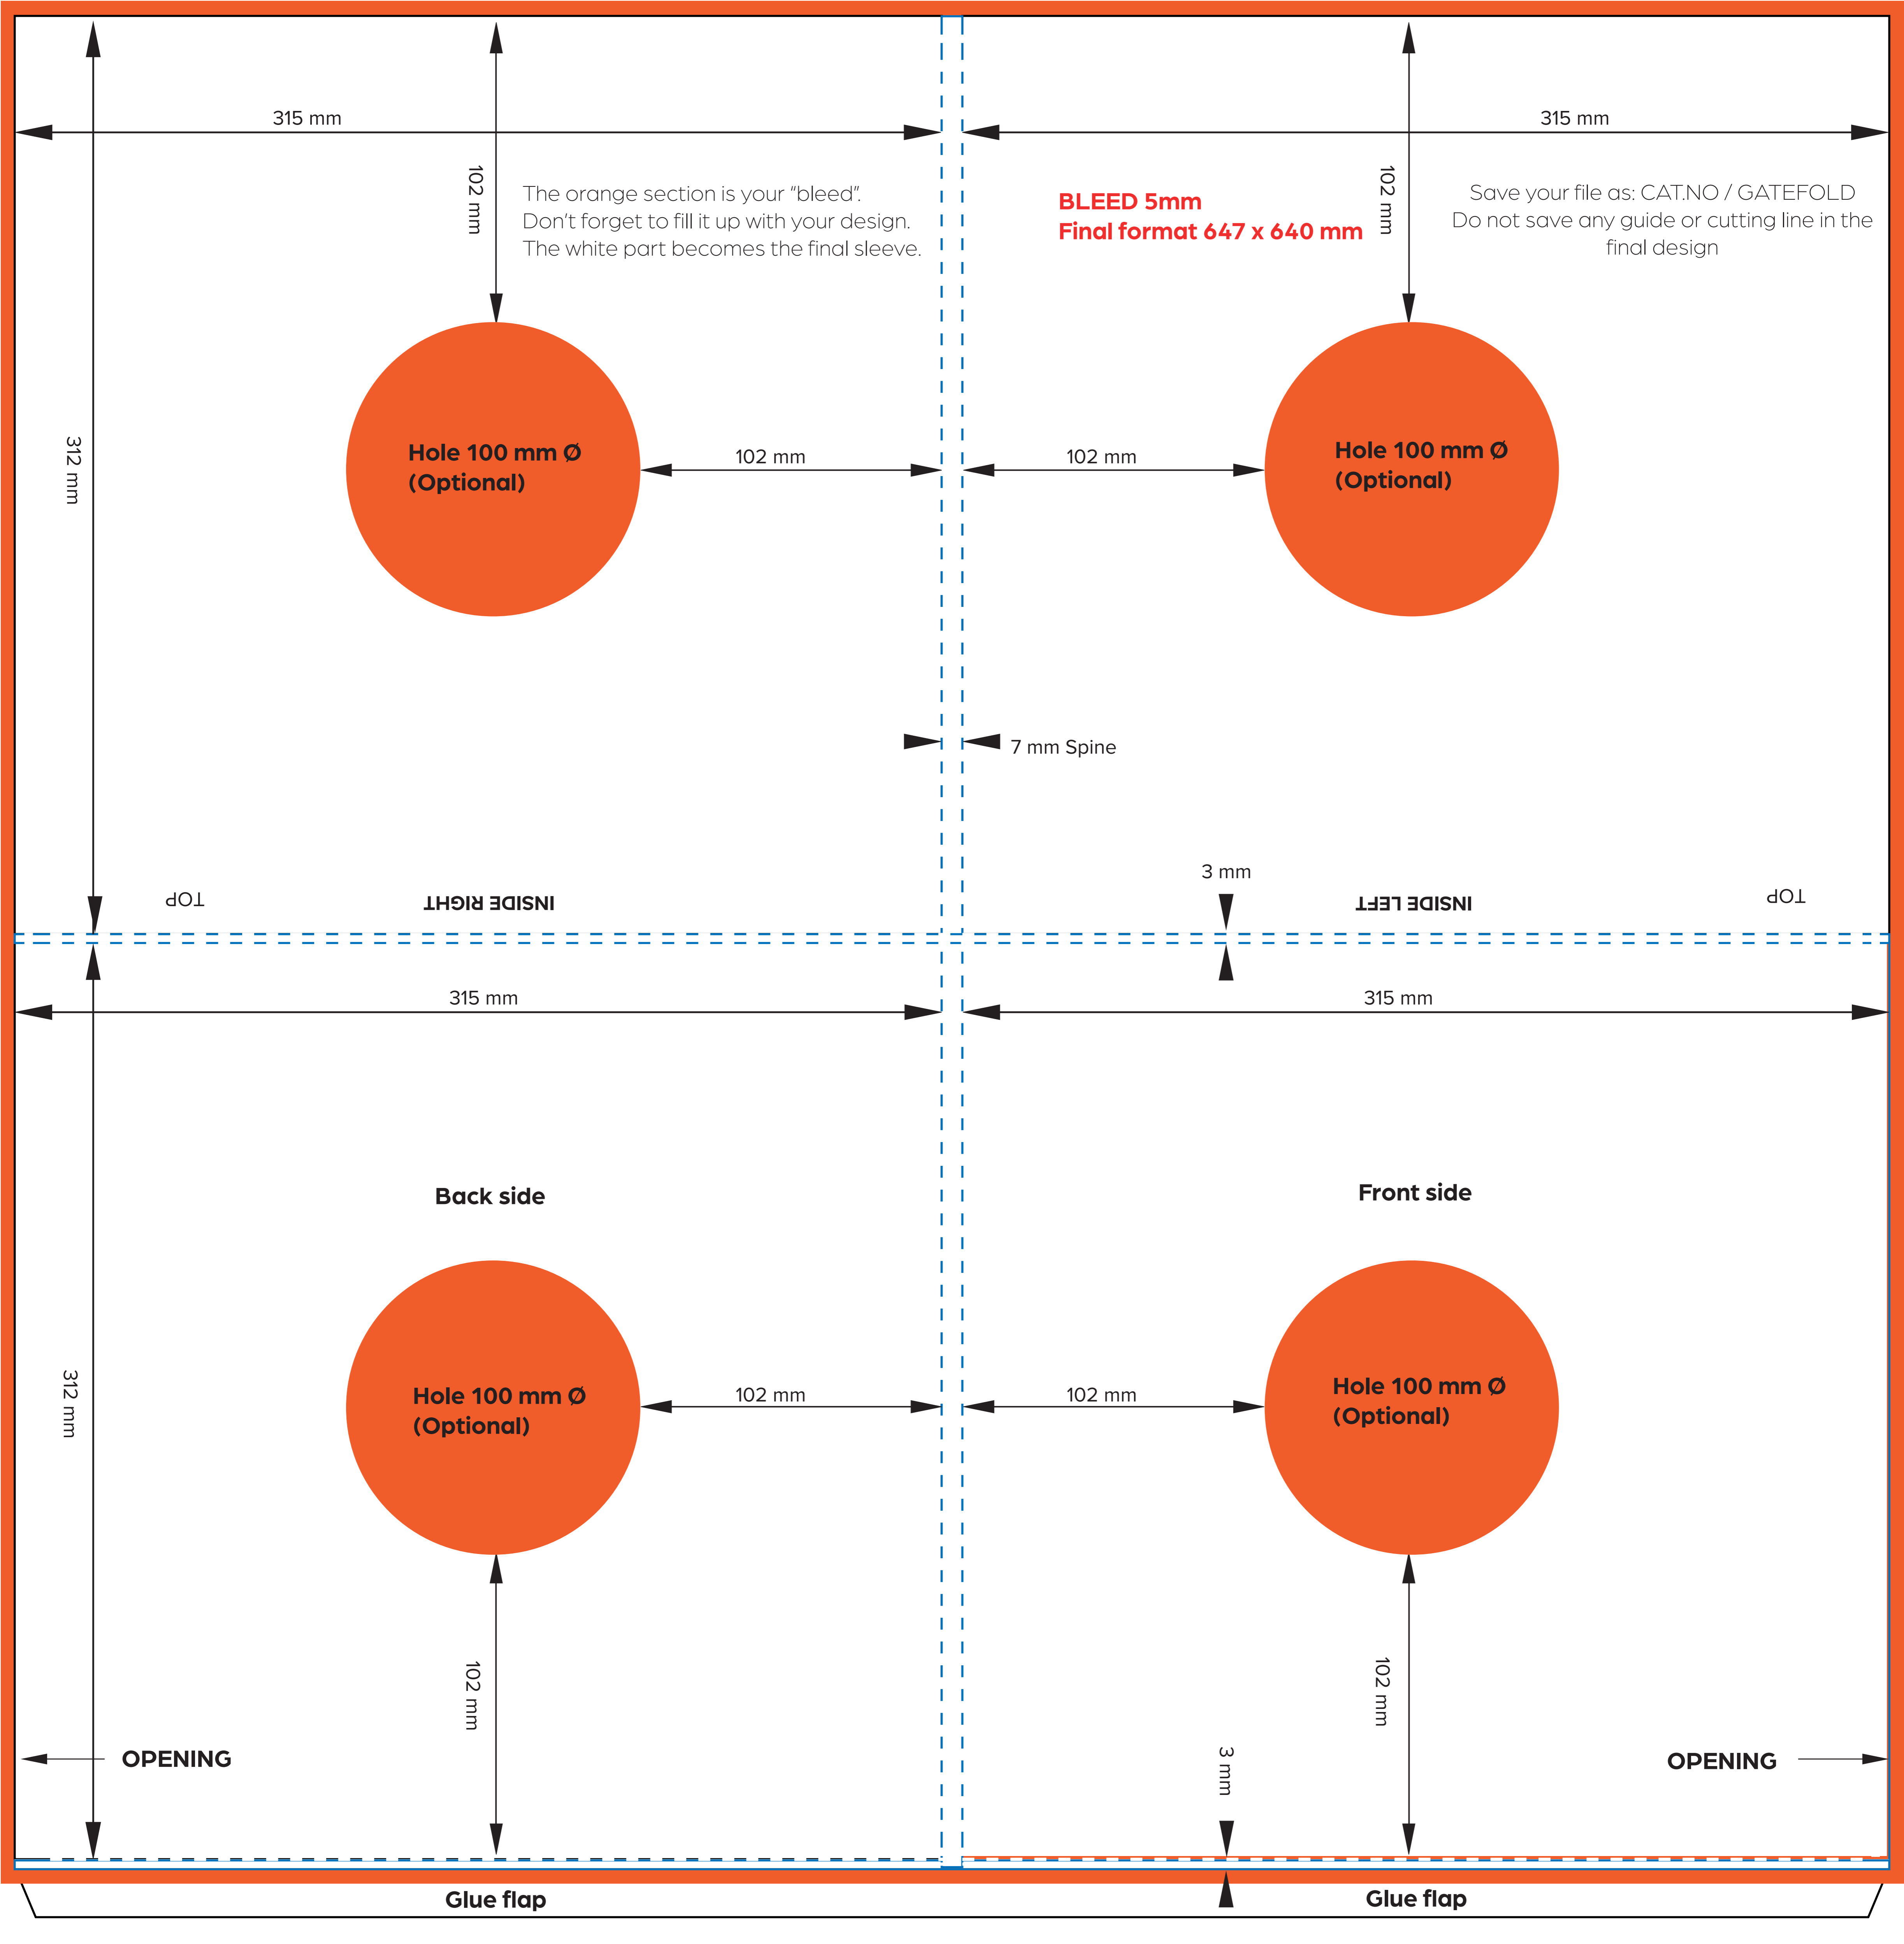 315 mm
315 mm
102 mm
The orange section is your "bleed".
Don't forget to fill it up with your design.
The white part becomes the final sleeve.
BLEED 5mm
Final format 647 x 640 mm
102 mm
Save your file as: CAT.NO / GATEFOLD
Do not save any guide or cutting line in the
final design
312 mm
Hole 100 mm Ø
(Optional)
102 mm
102 mm
Hole 100 mm Ø
(Optional)
7 mm Spine
TOP
INSIDE RIGHT
3 mm
INSIDE LEFT
TOP
315 mm
315 mm
Back side
Front side
312 mm
Hole 100 mm Ø
(Optional)
102 mm
102 mm
Hole 100 mm Ø
(Optional)
102 mm
102 mm
OPENING
3 mm
OPENING
Glue flap
Glue flap